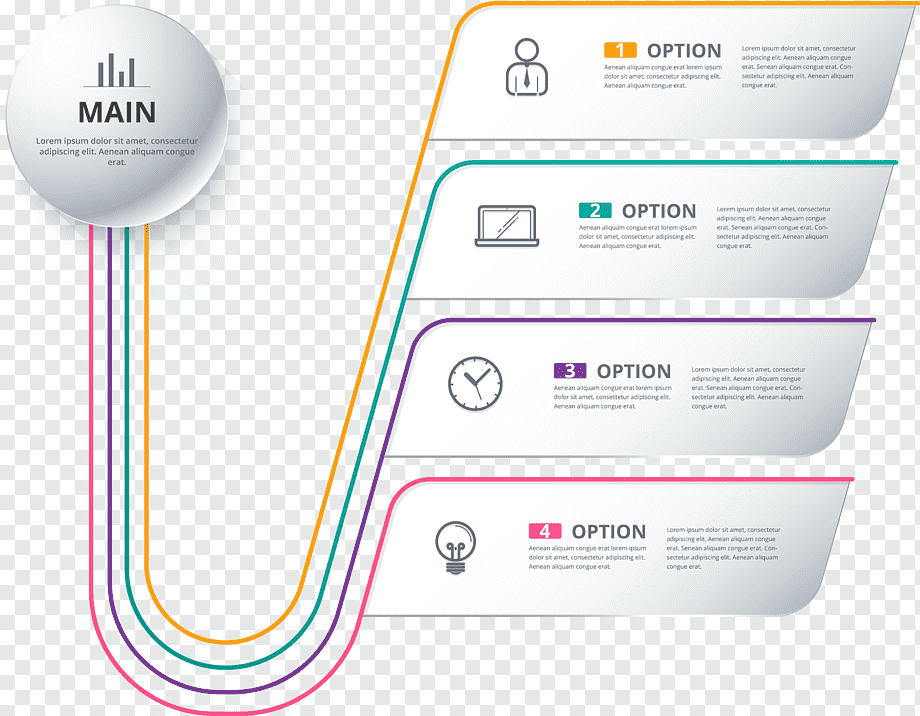 MAIN
Lorem ipsum dolor sit amet, consectetur
adipiscing elit. Aenean aliquam congue
erat.
1 OPTION
Aenean aliquam congue erat lorem ipsum
dolor sit amet, consectetur adipiscing elit.
Aenean aliquam congue erat.
Lorem ipsum dolor sit amet, consectetur
adipiscing elit. Aenean aliquam congue
erat. Senean aliquam congue erat. Con-
sectetur adipiscing elit. Aenean aliquam
congue erat.
2 OPTION
Aenean aliquam congue erat lorem ipsum
dolor sit amet, consectetur adipiscing elit.
Aenean aliquam congue erat.
Lorem ipsum dolor sit amet, consectetur
adipiscing elit. Aenean aliquam congue
erat. Senean aliquam congue erat. Con-
sectetur adipiscing elit. Aenean aliquam
congue erat.
3 OPTION
Aenean aliquam congue erat lorem ipsum
dolor sit amet, consectetur adipiscing elit.
Aenean aliquam congue erat.
Lorem ipsum dolor sit amet, consectetur
adipiscing elit. Aenean aliquam congue
erat. Senean aliquam congue erat. Con-
sectetur adipiscing elit. Aenean aliquam
congue erat.
4 OPTION
Aenean aliquam congue erat lorem ipsum
dolor sit amet, consectetur adipiscing elit.
Aenean aliquam congue erat.
Lorem ipsum dolor sit amet, consectetur
adipiscing elit. Aenean aliquam congue
erat. Senean aliquam congue erat. Con-
sectetur adipiscing elit. Aenean aliquam
congue erat.